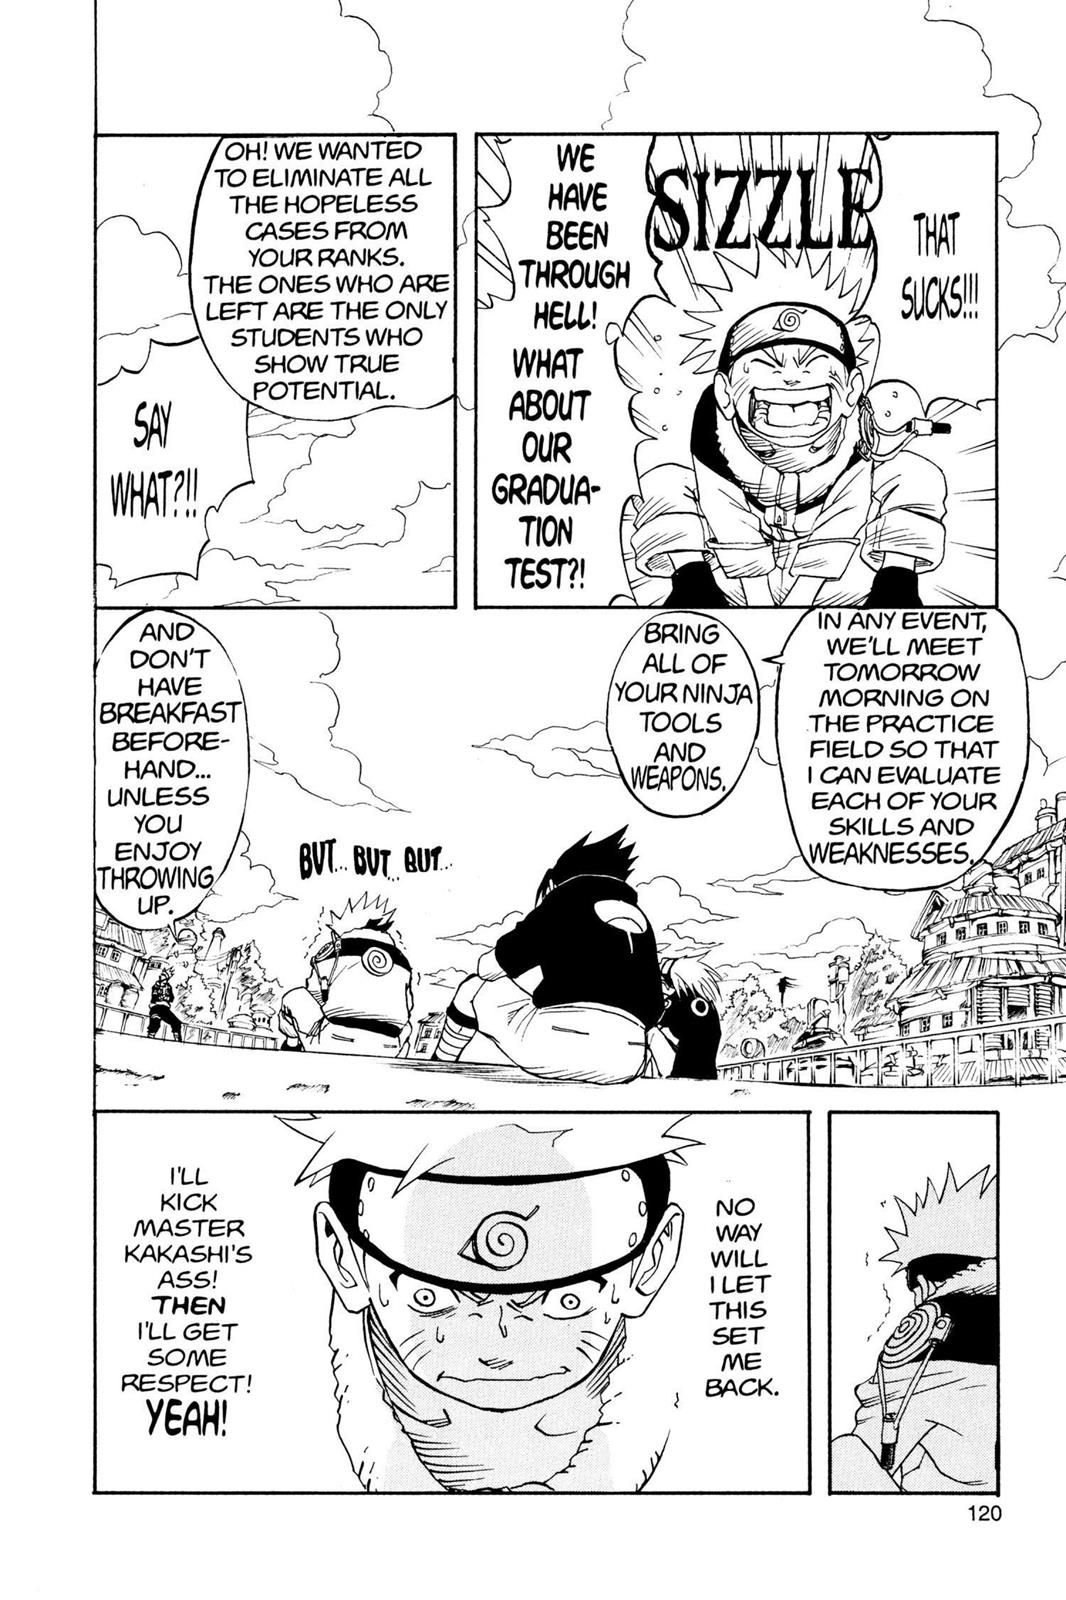 THAT
SUCKS!!!
SIZZLE
WE
HAVE
BEEN
THROUGH
HELL!
WHAT
ABOUT
OUR
GRADUA-
TION
TEST?!
OH! WE WANTED
TO ELIMINATE ALL
THE HOPELESS
CASES FROM
YOUR RANKS.
THE ONES WHO ARE
LEFT ARE THE ONLY
STUDENTS WHO
SHOW TRUE
POTENTIAL.
SAY
WHAT?!!
IN ANY EVENT,
WE'LL MEET
TOMORROW
MORNING ON
THE PRACTICE
FIELD SO THAT
I CAN EVALUATE
EACH OF YOUR
SKILLS AND
WEAKNESSES.
BRING
ALL OF
YOUR NINJA
TOOLS
AND
WEAPONS.
BUT... BUT... BUT...
AND
DON'T
HAVE
BREAKFAST
BEFORE-
HAND...
UNLESS
YOU
ENJOY
THROWING
UP.
NO
WAY
WILL
I LET
THIS
SET
ME
BACK.
I'LL
KICK
MASTER
KAKASHI'S
ASS!
THEN
I'LL GET
SOME
RESPECT!
YEAH!
120